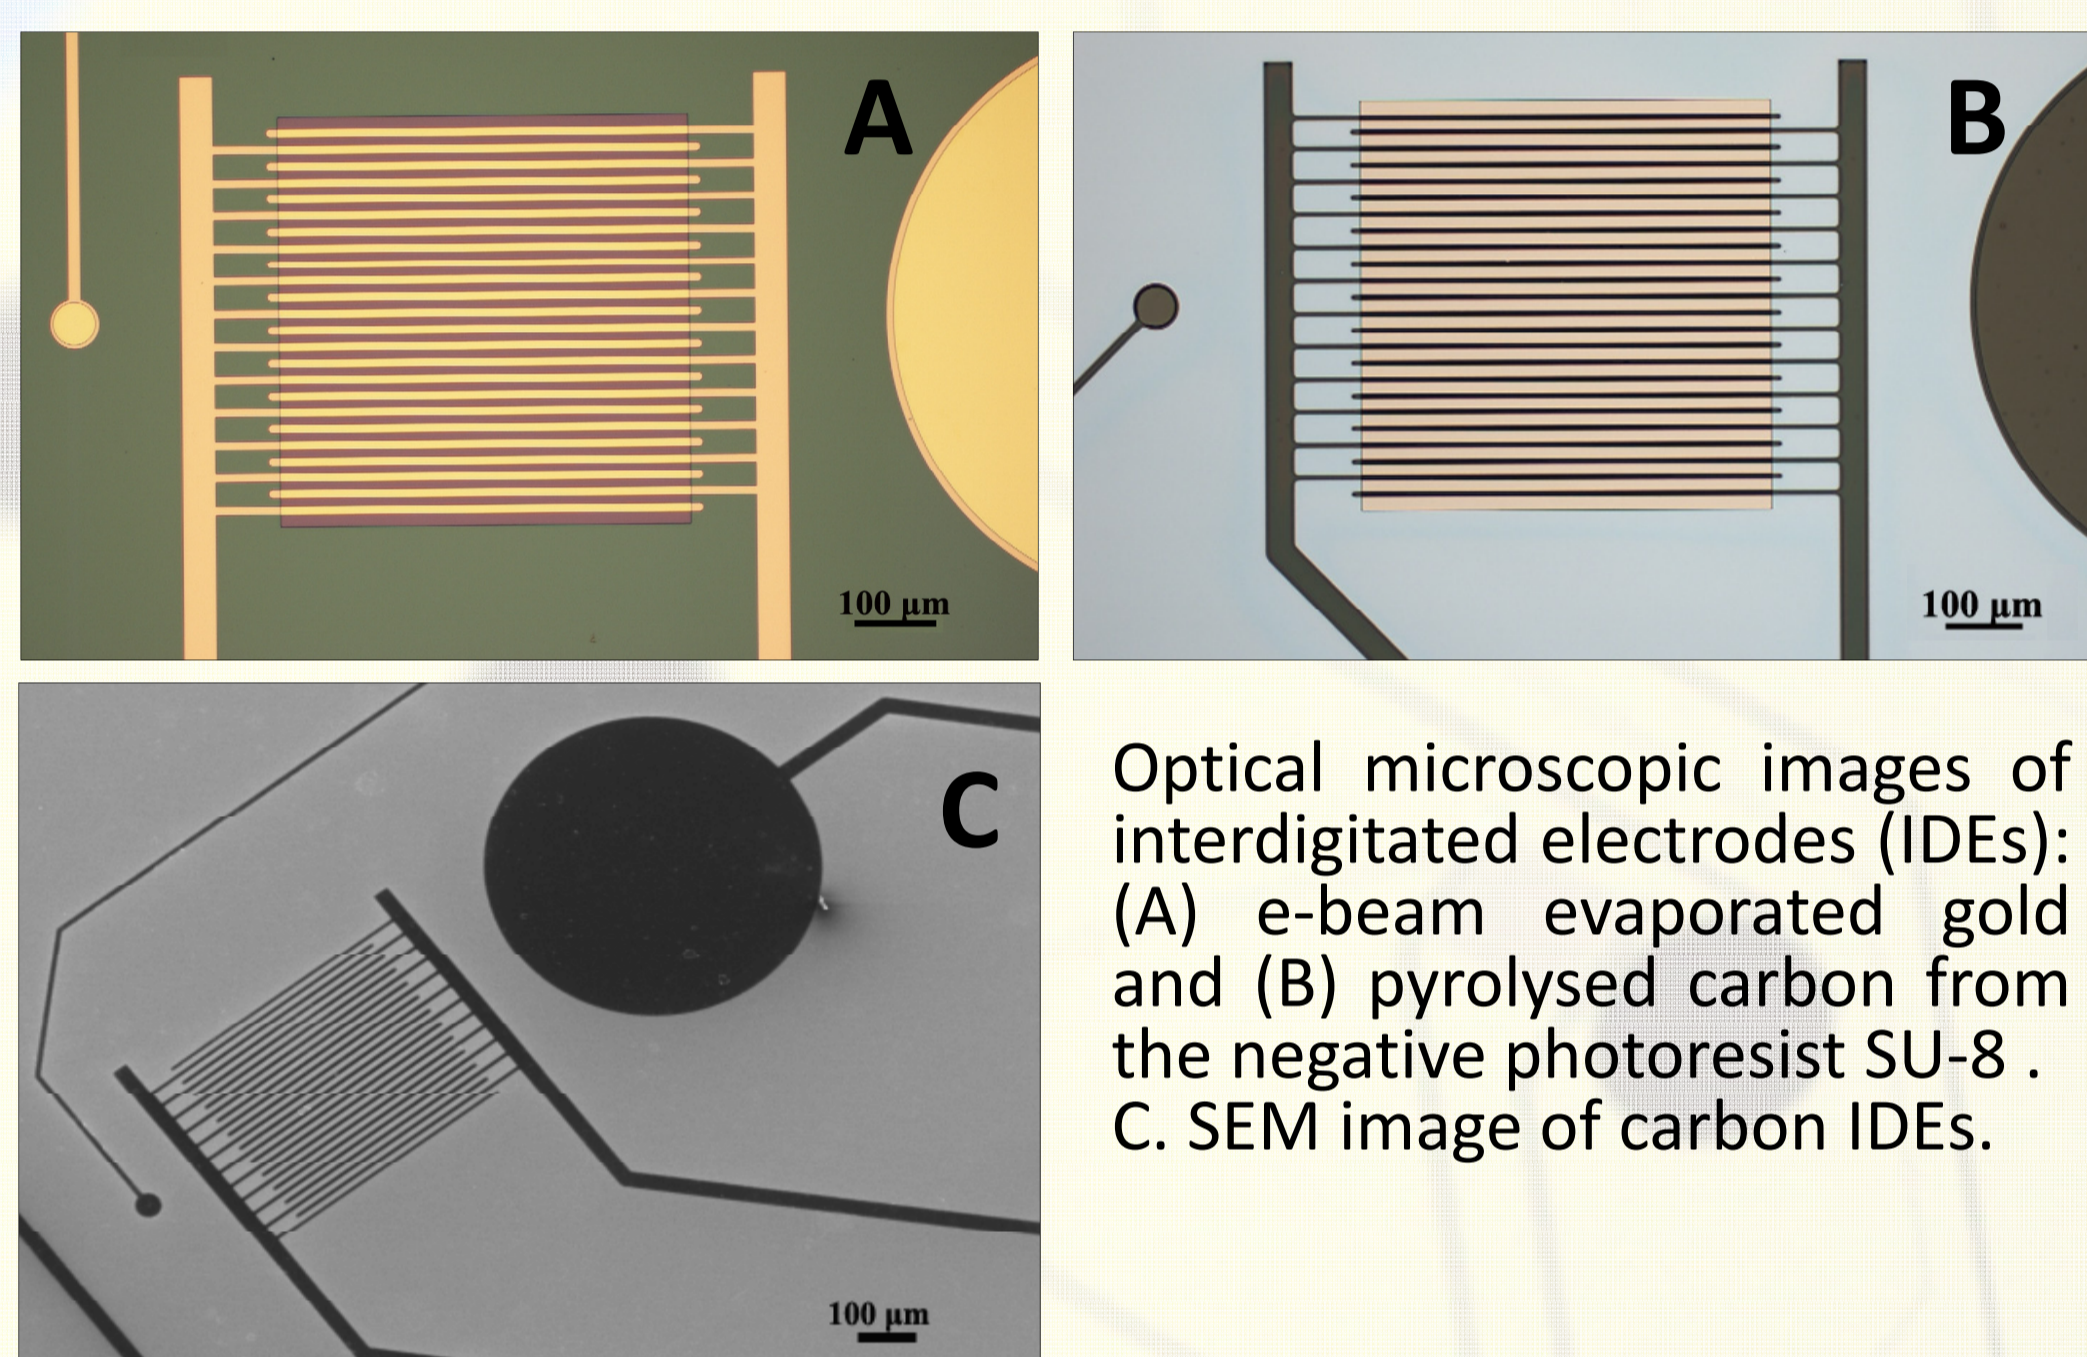 A
100 µm
B
100 µm
C
100 µm
Optical microscopic images of
interdigitated electrodes (IDEs):
(A) e-beam evaporated gold
and (B) pyrolysed carbon from
the negative photoresist SU-8 .
C. SEM image of carbon IDEs.